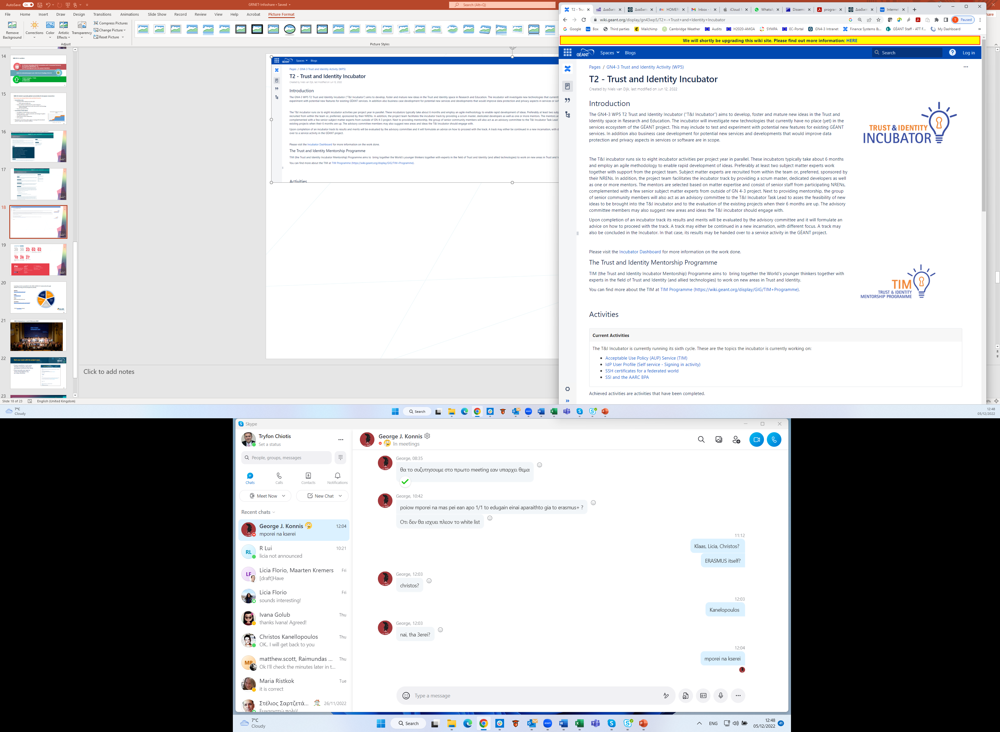 AutoSave On
GRNET-Infoshare • Saved
Search (Alt+Q)
File Home Insert Draw Design Transitions Animations Slide Show Record Review View Help Acrobat Picture Format
Remove Background
Corrections
Color
Artistic Effects
Transparency
Compress Pictures
Change Picture
Reset Picture
Adjust
Picture Styles
14
15
16
17
18
19
20
21
22
23
GÉANT Spaces Blogs
Pages / GN4-3 Trust and Identity Activity (WP5)
T2 - Trust and Identity Incubator
Created by Niels van Dijk, last modified on Jun 12, 2022
Introduction
The GN4-3 WP5 T2 Trust and Identity Incubator ("T&I Incubator") aims to develop, foster and mature new ideas in the Trust and Identity space in Research and Education. The incubator will investigate new technologies that current
experiment with potential new features for existing GÉANT services. In addition also business case development for potential new services and developments that would improve data protection and privacy aspects in services or so
The T&I incubator runs six to eight incubator activities per project year in parallel. These incubators typically take about 6 months and employ an agile methodology to enable rapid development of ideas. Preferably at least two sub
recruited from within the team or, preferred, sponsored by their NRENs. In addition, the project team facilitates the incubator track by providing a scrum master, dedicated developers as well as one or more mentors. The mentors a
complemented with a few senior subject matter experts from outside of GN 4-3 project. Next to providing mentorship, the group of senior community members will also act as an advisory committee to the T&I Incubator Task Lead
existing projects when their 6 months are up. The advisory committee members may also suggest new areas and ideas the T&I incubator should engage with.
Upon completion of an incubator track its results and merits will be evaluated by the advisory committee and it will formulate an advice on how to proceed with the track. A track may either be continued in a new incarnation, with d
over to a service activity in the GÉANT project.
Please visit the Incubator Dashboard for more information on the work done.
The Trust and Identity Mentorship Programme
TIM (the Trust and Identity Incubator Mentorship) Programme aims to bring together the World's younger thinkers together with experts in the field of Trust and Identity (and allied technologies) to work on new areas in Trust and I
You can find more about the TIM at TIM Programme (https://wiki.geant.org/display/GIG/TIM+Programme).
Activities
Click to add notes
Slide 18 of 23 English (United Kingdom)
T2 - Trus Διαδικτ Διαδικτ HOMEP Inbox - iCloud WhatsA Dissemi program Διαδικτ Internet
wiki.geant.org/display/gn43wp5/T2+-+Trust+and+Identity+Incubator
T Paused
Google Box Third parties Mailchimp Cambridge Weather Audits H2020-AMGA SYMPA EC-Portal GN4-3 Intranet Finance Systems &... GÉANT Staff - ATT F... My Dashboard
We will shortly be upgrading this wiki site. Please find out more information: HERE
GÉANT Spaces Blogs Search Log in
Pages / GN4-3 Trust and Identity Activity (WP5)
T2 - Trust and Identity Incubator
Created by Niels van Dijk, last modified on Jun 12, 2022
Introduction
The GN4-3 WP5 T2 Trust and Identity Incubator ("T&I Incubator") aims to develop, foster and mature new ideas in the Trust and
Identity space in Research and Education. The incubator will investigate new technologies that currently have no place (yet) in the
services ecosystem of the GÉANT project. This may include to test and experiment with potential new features for existing GÉANT
services. In addition also business case development for potential new services and developments that would improve data
protection and privacy aspects in services or software are in scope.
TRUST & IDENTITY
INCUBATOR
The T&I incubator runs six to eight incubator activities per project year in parallel. These incubators typically take about 6 months
and employ an agile methodology to enable rapid development of ideas. Preferably at least two subject matter experts work
together with support from the project team. Subject matter experts are recruited from within the team or, preferred, sponsored by
their NRENs. In addition, the project team facilitates the incubator track by providing a scrum master, dedicated developers as well
as one or more mentors. The mentors are selected based on matter expertise and consist of senior staff from participating NRENs,
complemented with a few senior subject matter experts from outside of GN 4-3 project. Next to providing mentorship, the group
of senior community members will also act as an advisory committee to the T&I Incubator Task Lead to asses the feasibility of new
ideas to be brought into the T&I incubator and to the evaluation of the existing projects when their 6 months are up. The advisory
committee members may also suggest new areas and ideas the T&I incubator should engage with.
Upon completion of an incubator track its results and merits will be evaluated by the advisory committee and it will formulate an
advice on how to proceed with the track. A track may either be continued in a new incarnation, with different focus. A track may
also be concluded in the Incubator. In that case, its results may be handed over to a service activity in the GÉANT project.
Please visit the Incubator Dashboard for more information on the work done.
The Trust and Identity Mentorship Programme
TIM (the Trust and Identity Incubator Mentorship) Programme aims to bring together the World's younger thinkers together with
experts in the field of Trust and Identity (and allied technologies) to work on new areas in Trust and Identity.
You can find more about the TIM at TIM Programme (https://wiki.geant.org/display/GIG/TIM+Programme).
TIM
TRUST & IDENTITY
MENTORSHIP PROGRAMME
Activities
Current Activities
The T&I Incubator is currently running its sixth cycle. These are the topics the incubator is currently working on:
Acceptable Use Policy (AUP) Service (TIM)
IdP User Profile (Self service - Signing in activity)
SSH certificates for a federated world
SSI and the AARC BPA
Achieved activities are activities that have been completed.
7°C
Cloudy
Search
12:48
05/12/2022
Skype
Tryfon Chiotis
Set a status
People, groups, messages
Chats Calls Contacts Notifications
Meet Now New Chat
Recent chats
George J. Konnis 12:04
mporei na kserei
RL R Lui 10:21
licia not announced
LF Licia Florio, Maarten Kremers Fri
[draft]Have
Licia Florio Fri
sounds interesting!
Ivana Golub Thu
thanks Ivana! Agreed!
Christos Kanellopoulos Thu
OK.. I will get back to you
MR matthew.scott, Raimundas ... Thu
Ok I'll check the minutes later in t...
Maria Ristkok Tue
it is correct
Στέλιος Σαρτζετά... 26/11/2022
Ευχαριστώ πολύ!
George J. Konnis
In meetings
George, 08:35
θα το συζυτησουμε στο πρωτο meeting εαν υπαρχει θεμα
George, 10:42
poiow mporei na mas pei ean apo 1/1 to edugain einai aparaithto gia to erasmus+ ?
Οτι δεν θα ισχυει πλεον το white list
11:12
Klaas, Licia, Christos?
ERASMUS itself?
George, 12:03
christos?
12:03
Kanelopoulos
George, 12:03
nai, tha 3erei?
12:04
mporei na kserei
Type a message
7°C
Cloudy
Search
ENG
12:48
05/12/2022
41